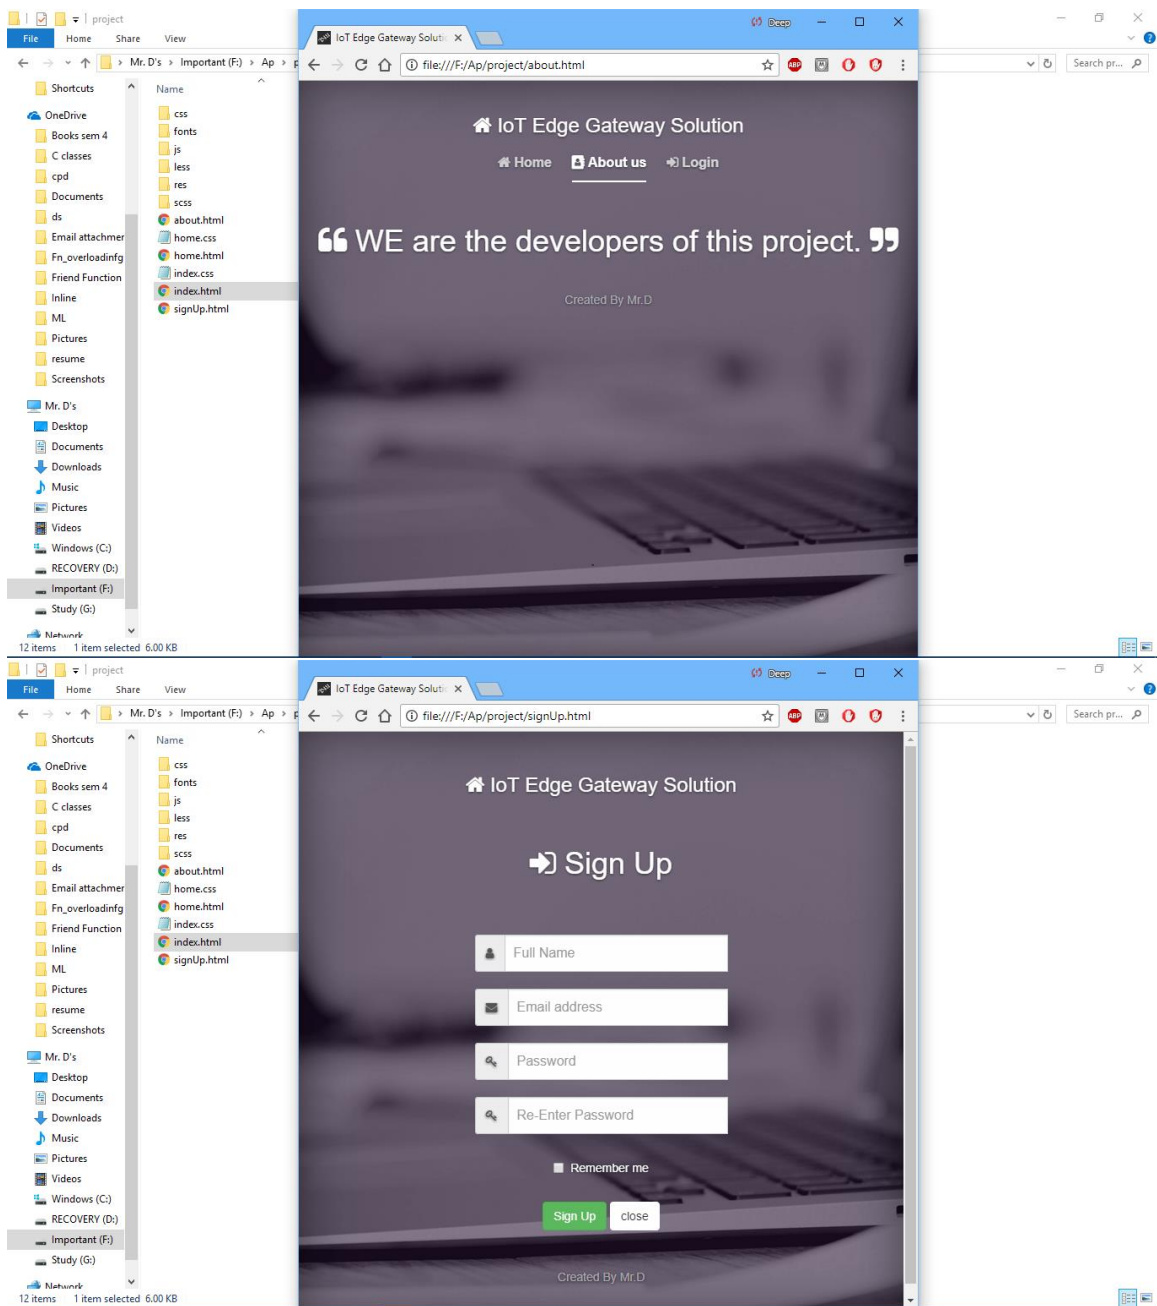 project
File Home Share View
Mr. D's > Important (F:) > Ap > p
Search pr...
Shortcuts
OneDrive
Books sem 4
C classes
cpd
Documents
ds
Email attachmer
Fn_overloadinfg
Friend Function
Inline
ML
Pictures
resume
Screenshots
Mr. D's
Desktop
Documents
Downloads
Music
Pictures
Videos
Windows (C:)
RECOVERY (D:)
Important (F:)
Study (G:)
Network
Name
css
fonts
js
less
res
scss
about.html
home.css
home.html
index.css
index.html
signUp.html
12 items 1 item selected 6.00 KB
IoT Edge Gateway Soluti
Deep
file:///F:/Ap/project/about.html
ABP
IoT Edge Gateway Solution
Home About us Login
❝ WE are the developers of this project. ❞
Created By Mr.D
project
File Home Share View
Mr. D's > Important (F:) > Ap > p
Search pr...
Shortcuts
OneDrive
Books sem 4
C classes
cpd
Documents
ds
Email attachmer
Fn_overloadinfg
Friend Function
Inline
ML
Pictures
resume
Screenshots
Mr. D's
Desktop
Documents
Downloads
Music
Pictures
Videos
Windows (C:)
RECOVERY (D:)
Important (F:)
Study (G:)
Network
Name
css
fonts
js
less
res
scss
about.html
home.css
home.html
index.css
index.html
signUp.html
12 items 1 item selected 6.00 KB
IoT Edge Gateway Soluti
Deep
file:///F:/Ap/project/signUp.html
ABP
IoT Edge Gateway Solution
Sign Up
Full Name
Email address
Password
Re-Enter Password
Remember me
Sign Up close
Created By Mr.D